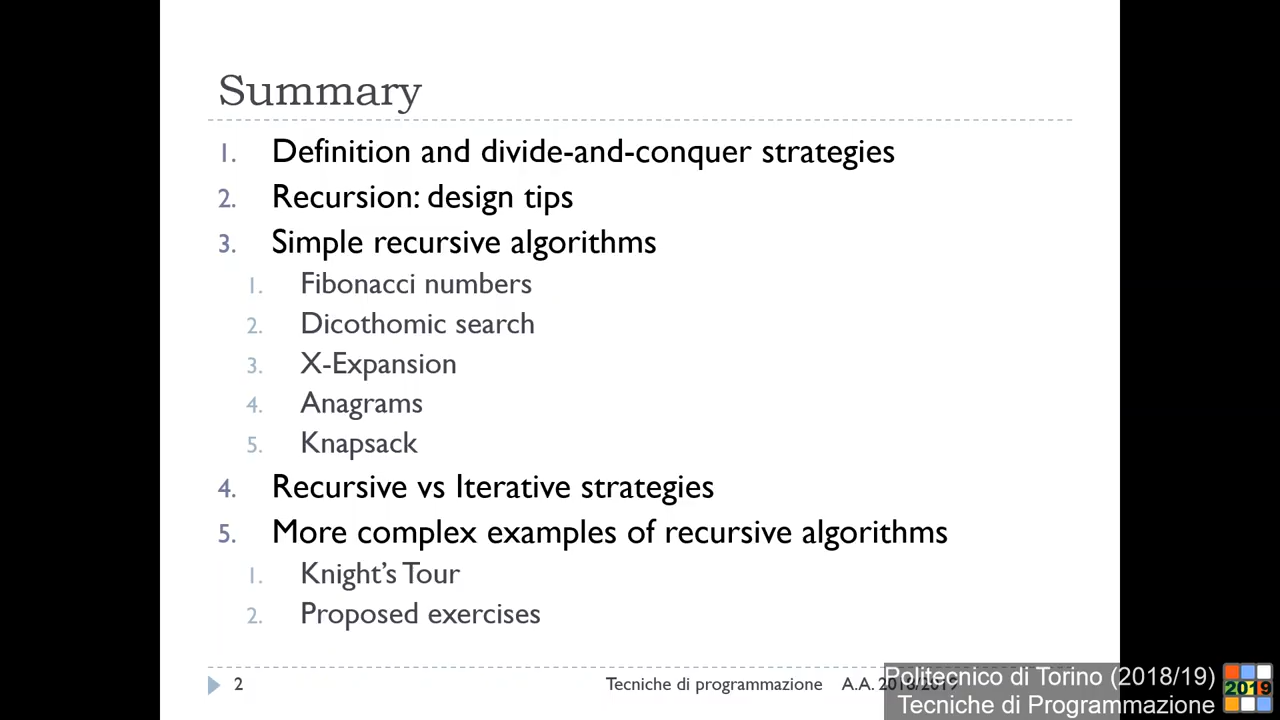 Summary
1. Definition and divide-and-conquer strategies
2. Recursion: design tips
3. Simple recursive algorithms
1. Fibonacci numbers
2. Dicothomic search
3. X-Expansion
4. Anagrams
5. Knapsack
4. Recursive vs Iterative strategies
5. More complex examples of recursive algorithms
1. Knight's Tour
2. Proposed exercises
2 Tecniche di programmazione A.A. 2018/2019
Politecnico di Torino (2018/19)
Tecniche di Programmazione
2019